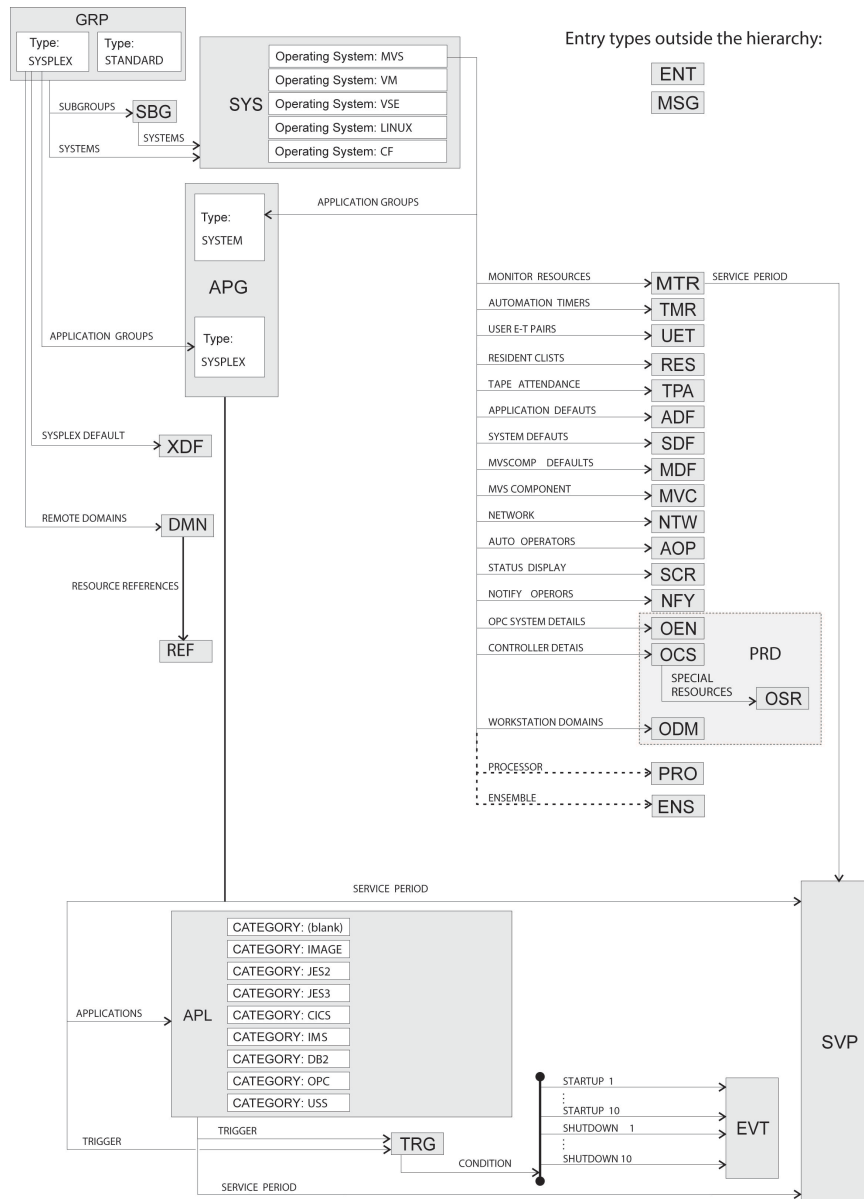 GRP
Type:
SYSPLEX
Type:
STANDARD
SYS
Operating System: MVS
Operating System: VM
Operating System: VSE
Operating System: LINUX
Operating System: CF
Entry types outside the hierarchy:
ENT
MSG
SUBGROUPS
SBG
SYSTEMS
SYSTEMS
APPLICATION GROUPS
Type:
SYSTEM
APG
Type:
SYSPLEX
APPLICATION GROUPS
SYSPLEX DEFAULT
XDF
REMOTE DOMAINS
DMN
RESOURCE REFERENCES
REF
MONITOR RESOURCES
MTR
SERVICE PERIOD
AUTOMATION TIMERS
TMR
USER E-T PAIRS
UET
RESIDENT CLISTS
RES
TAPE ATTENDANCE
TPA
APPLICATION DEFAUTS
ADF
SYSTEM DEFAUTS
SDF
MVSCOMP DEFAULTS
MDF
MVS COMPONENT
MVC
NETWORK
NTW
AUTO OPERATORS
AOP
STATUS DISPLAY
SCR
NOTIFY OPERORS
NFY
OPC SYSTEM DETAILS
OEN
CONTROLLER DETAIS
OCS
PRD
SPECIAL
RESOURCES
OSR
WORKSTATION DOMAINS
ODM
PROCESSOR
PRO
ENSEMBLE
ENS
SERVICE PERIOD
APPLICATIONS
APL
CATEGORY: (blank)
CATEGORY: IMAGE
CATEGORY: JES2
CATEGORY: JES3
CATEGORY: CICS
CATEGORY: IMS
CATEGORY: DB2
CATEGORY: OPC
CATEGORY: USS
SVP
TRIGGER
TRIGGER
TRG
CONDITION
STARTUP 1
:
STARTUP 10
SHUTDOWN 1
:
SHUTDOWN 10
EVT
SERVICE PERIOD